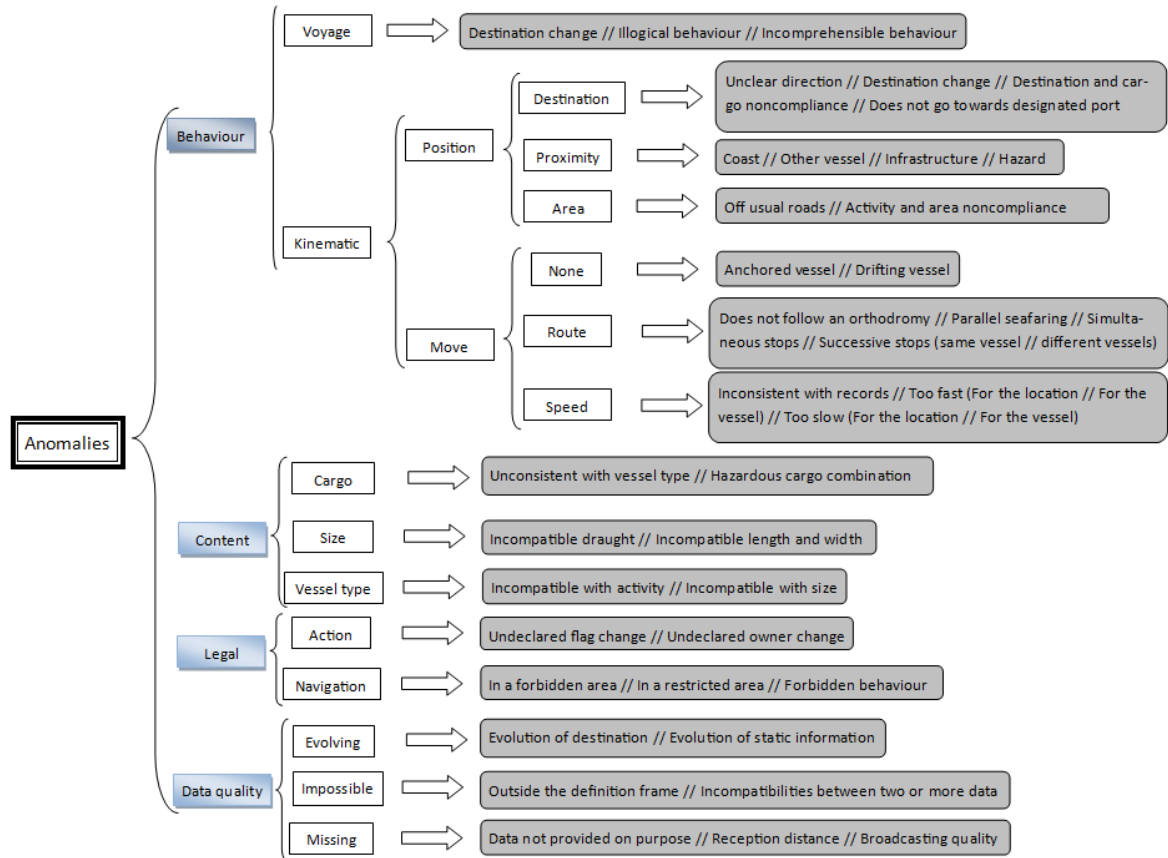 Anomalies
Behaviour
Voyage
Destination change // Illogical behaviour // Incomprehensible behaviour
Kinematic
Position
Destination
Unclear direction // Destination change // Destination and car-
go noncompliance // Does not go towards designated port
Proximity
Coast // Other vessel // Infrastructure // Hazard
Area
Off usual roads // Activity and area noncompliance
Move
None
Anchored vessel // Drifting vessel
Route
Does not follow an orthodromy // Parallel seafaring // Simulta-
neous stops // Successive stops (same vessel // different vessels)
Speed
Inconsistent with records // Too fast (For the location // For the
vessel) // Too slow (For the location // For the vessel)
Content
Cargo
Unconsistent with vessel type // Hazardous cargo combination
Size
Incompatible draught // Incompatible length and width
Vessel type
Incompatible with activity // Incompatible with size
Legal
Action
Undeclared flag change // Undeclared owner change
Navigation
In a forbidden area // In a restricted area // Forbidden behaviour
Data quality
Evolving
Evolution of destination // Evolution of static information
Impossible
Outside the definition frame // Incompatibilities between two or more data
Missing
Data not provided on purpose // Reception distance // Broadcasting quality